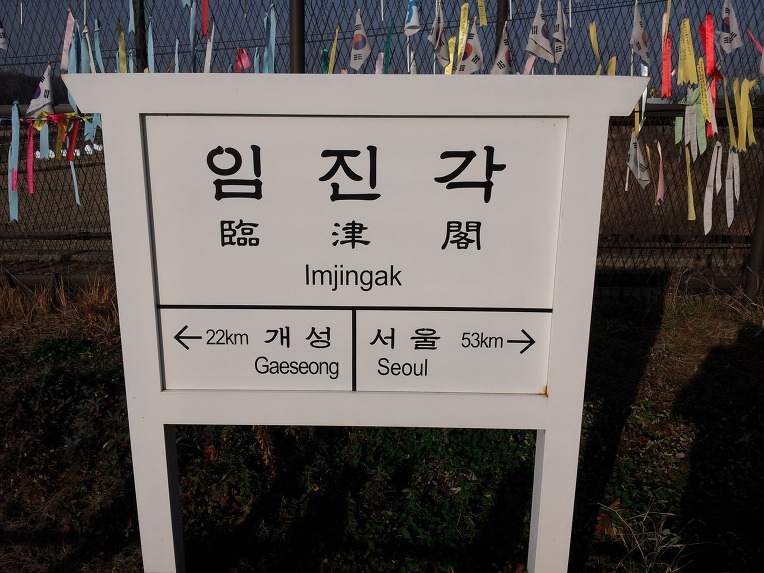 임진각
臨津閣
Imjingak
← 22km 개성
Gaeseong
서울 53km →
Seoul